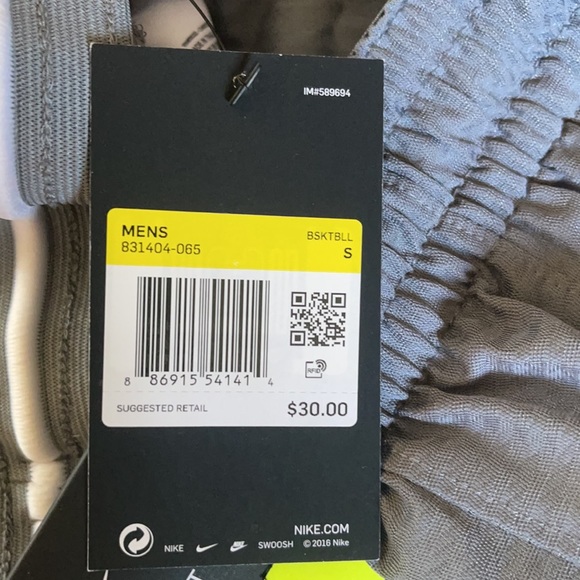 IM#589694
MENS BSKTBLL
831404-065 S
8 86915 54141 4
RFID
SUGGESTED RETAIL $30.00
NIKE.COM
NIKE SWOOSH © 2016 Nike